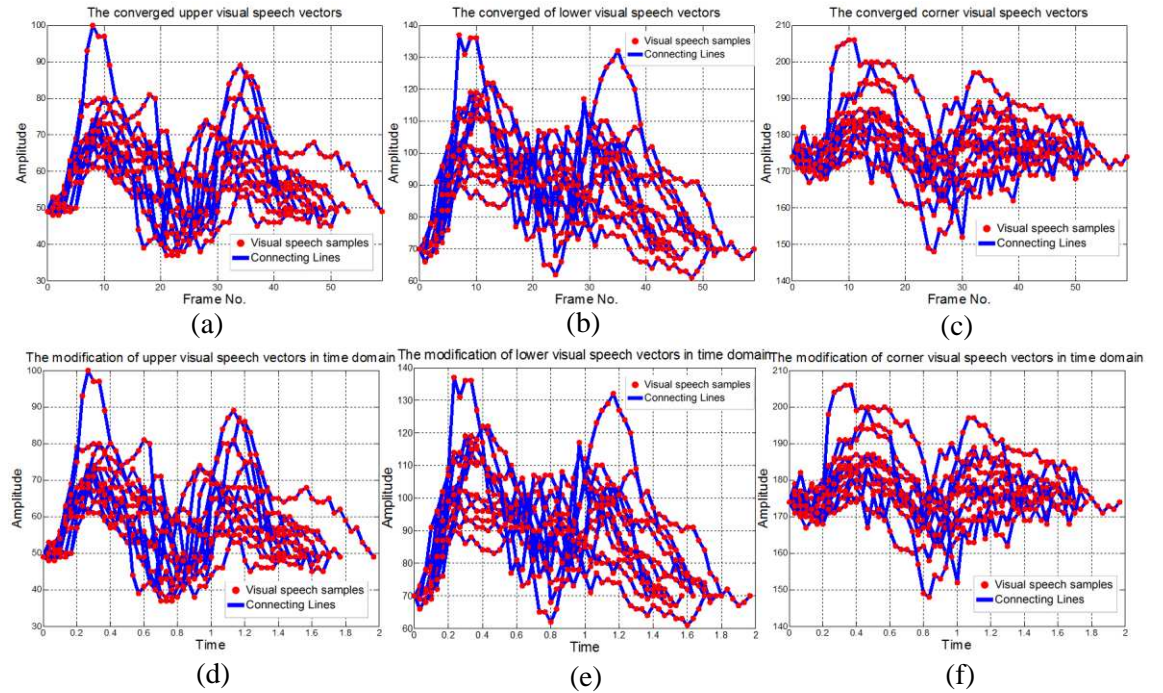 The converged upper visual speech vectors
100
90
80
70
60
50
40
30
Amplitude
0 10 20 30 40 50
Frame No.
Visual speech samples
Connecting Lines
(a)
The converged of lower visual speech vectors
140
130
120
110
100
90
80
70
60
Amplitude
0 10 20 30 40 50
Frame No.
Visual speech samples
Connecting Lines
(b)
The converged corner visual speech vectors
210
200
190
180
170
160
150
140
Amplitude
0 10 20 30 40 50
Frame No.
Visual speech samples
Connecting Lines
(c)
The modification of upper visual speech vectors in time domain
100
90
80
70
60
50
40
30
Amplitude
0 0.2 0.4 0.6 0.8 1 1.2 1.4 1.6 1.8 2
Time
Visual speech samples
Connecting Lines
(d)
The modification of lower visual speech vectors in time domain
140
130
120
110
100
90
80
70
60
Amplitude
0 0.2 0.4 0.6 0.8 1 1.2 1.4 1.6 1.8 2
Time
Visual speech samples
Connecting Lines
(e)
The modification of corner visual speech vectors in time domain
210
200
190
180
170
160
150
140
Amplitude
0 0.2 0.4 0.6 0.8 1 1.2 1.4 1.6 1.8 2
Time
Visual speech samples
Connecting Lines
(f)